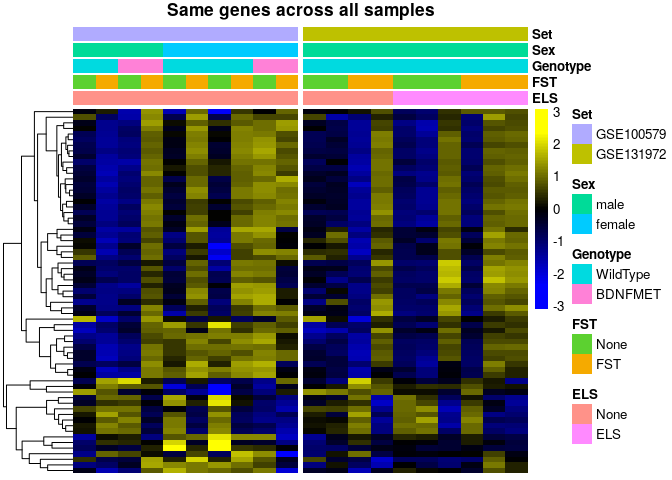 Same genes across all samples
Set
Sex
Genotype
FST
ELS
3
2
1
0
-1
-2
-3
Set
GSE100579
GSE131972
Sex
male
female
Genotype
WildType
BDNFMET
FST
None
FST
ELS
None
ELS